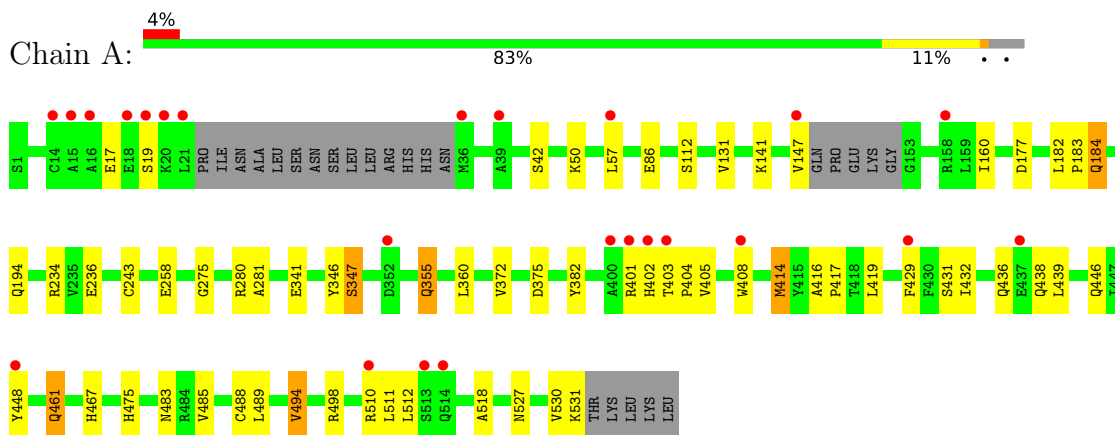 4%
Chain A:
83% 11% . .
S1 C14 A15 A16 E17 E18 S19 K20 L21 PRO ILE ASN ALA LEU SER ASN SER LEU LEU ARG HIS HIS ASN M36 A39 S42 K50 L57 E86 S112 V131 K141 V147 GLN PRO GLU LYS GLY G153 R158 L159 I160 D177 L182 P183 Q184
Q194 R234 V235 E236 C243 E258 G275 R280 A281 E341 Y346 S347 D352 Q355 L360 V372 D375 Y382 A400 R401 H402 T403 P404 V405 W408 M414 Y415 A416 P417 T418 L419 F429 F430 S431 I432 Q436 E437 Q438 L439 Q446 I447
Y448 Q461 H467 H475 N483 R484 V485 C488 L489 V494 R498 R510 L511 L512 S513 Q514 A518 N527 V530 K531 THR LYS LEU LYS LEU